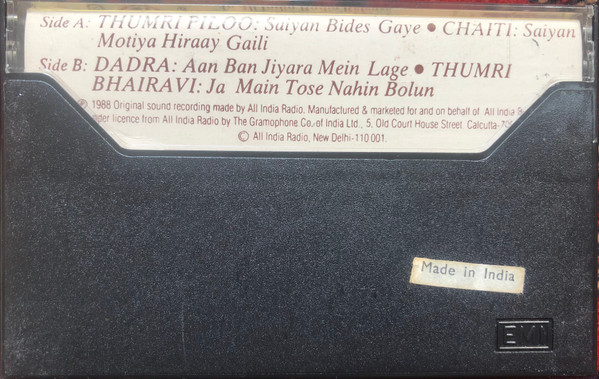 Side A: THUMRI PILOO: Saiyan Bides Gaye ● CHAITI: Saiyan
Motiya Hiraay Gaili
Side B: DADRA: Aan Ban Jiyara Mein Lage ● THUMRI
BHAIRAVI: Ja Main Tose Nahin Bolun
℗ 1988 Original sound recording made by All India Radio. Manufactured & marketed for and on behalf of All India
under licence from All India Radio by The Gramophone Co. of India Ltd., 5, Old Court House Street. Calcutta-
© All India Radio, New Delhi-110 001.
Made in India
EMI